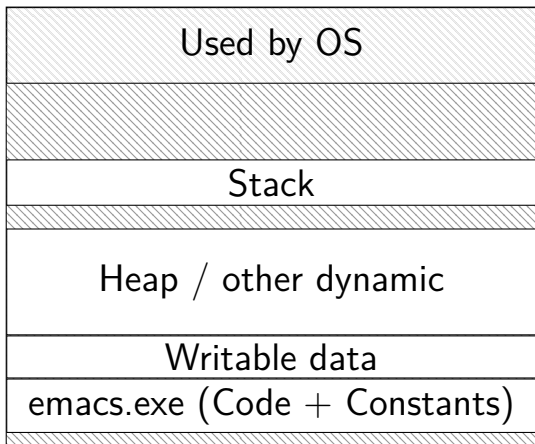 Used by OS
Stack
Heap / other dynamic
Writable data
emacs.exe (Code + Constants)